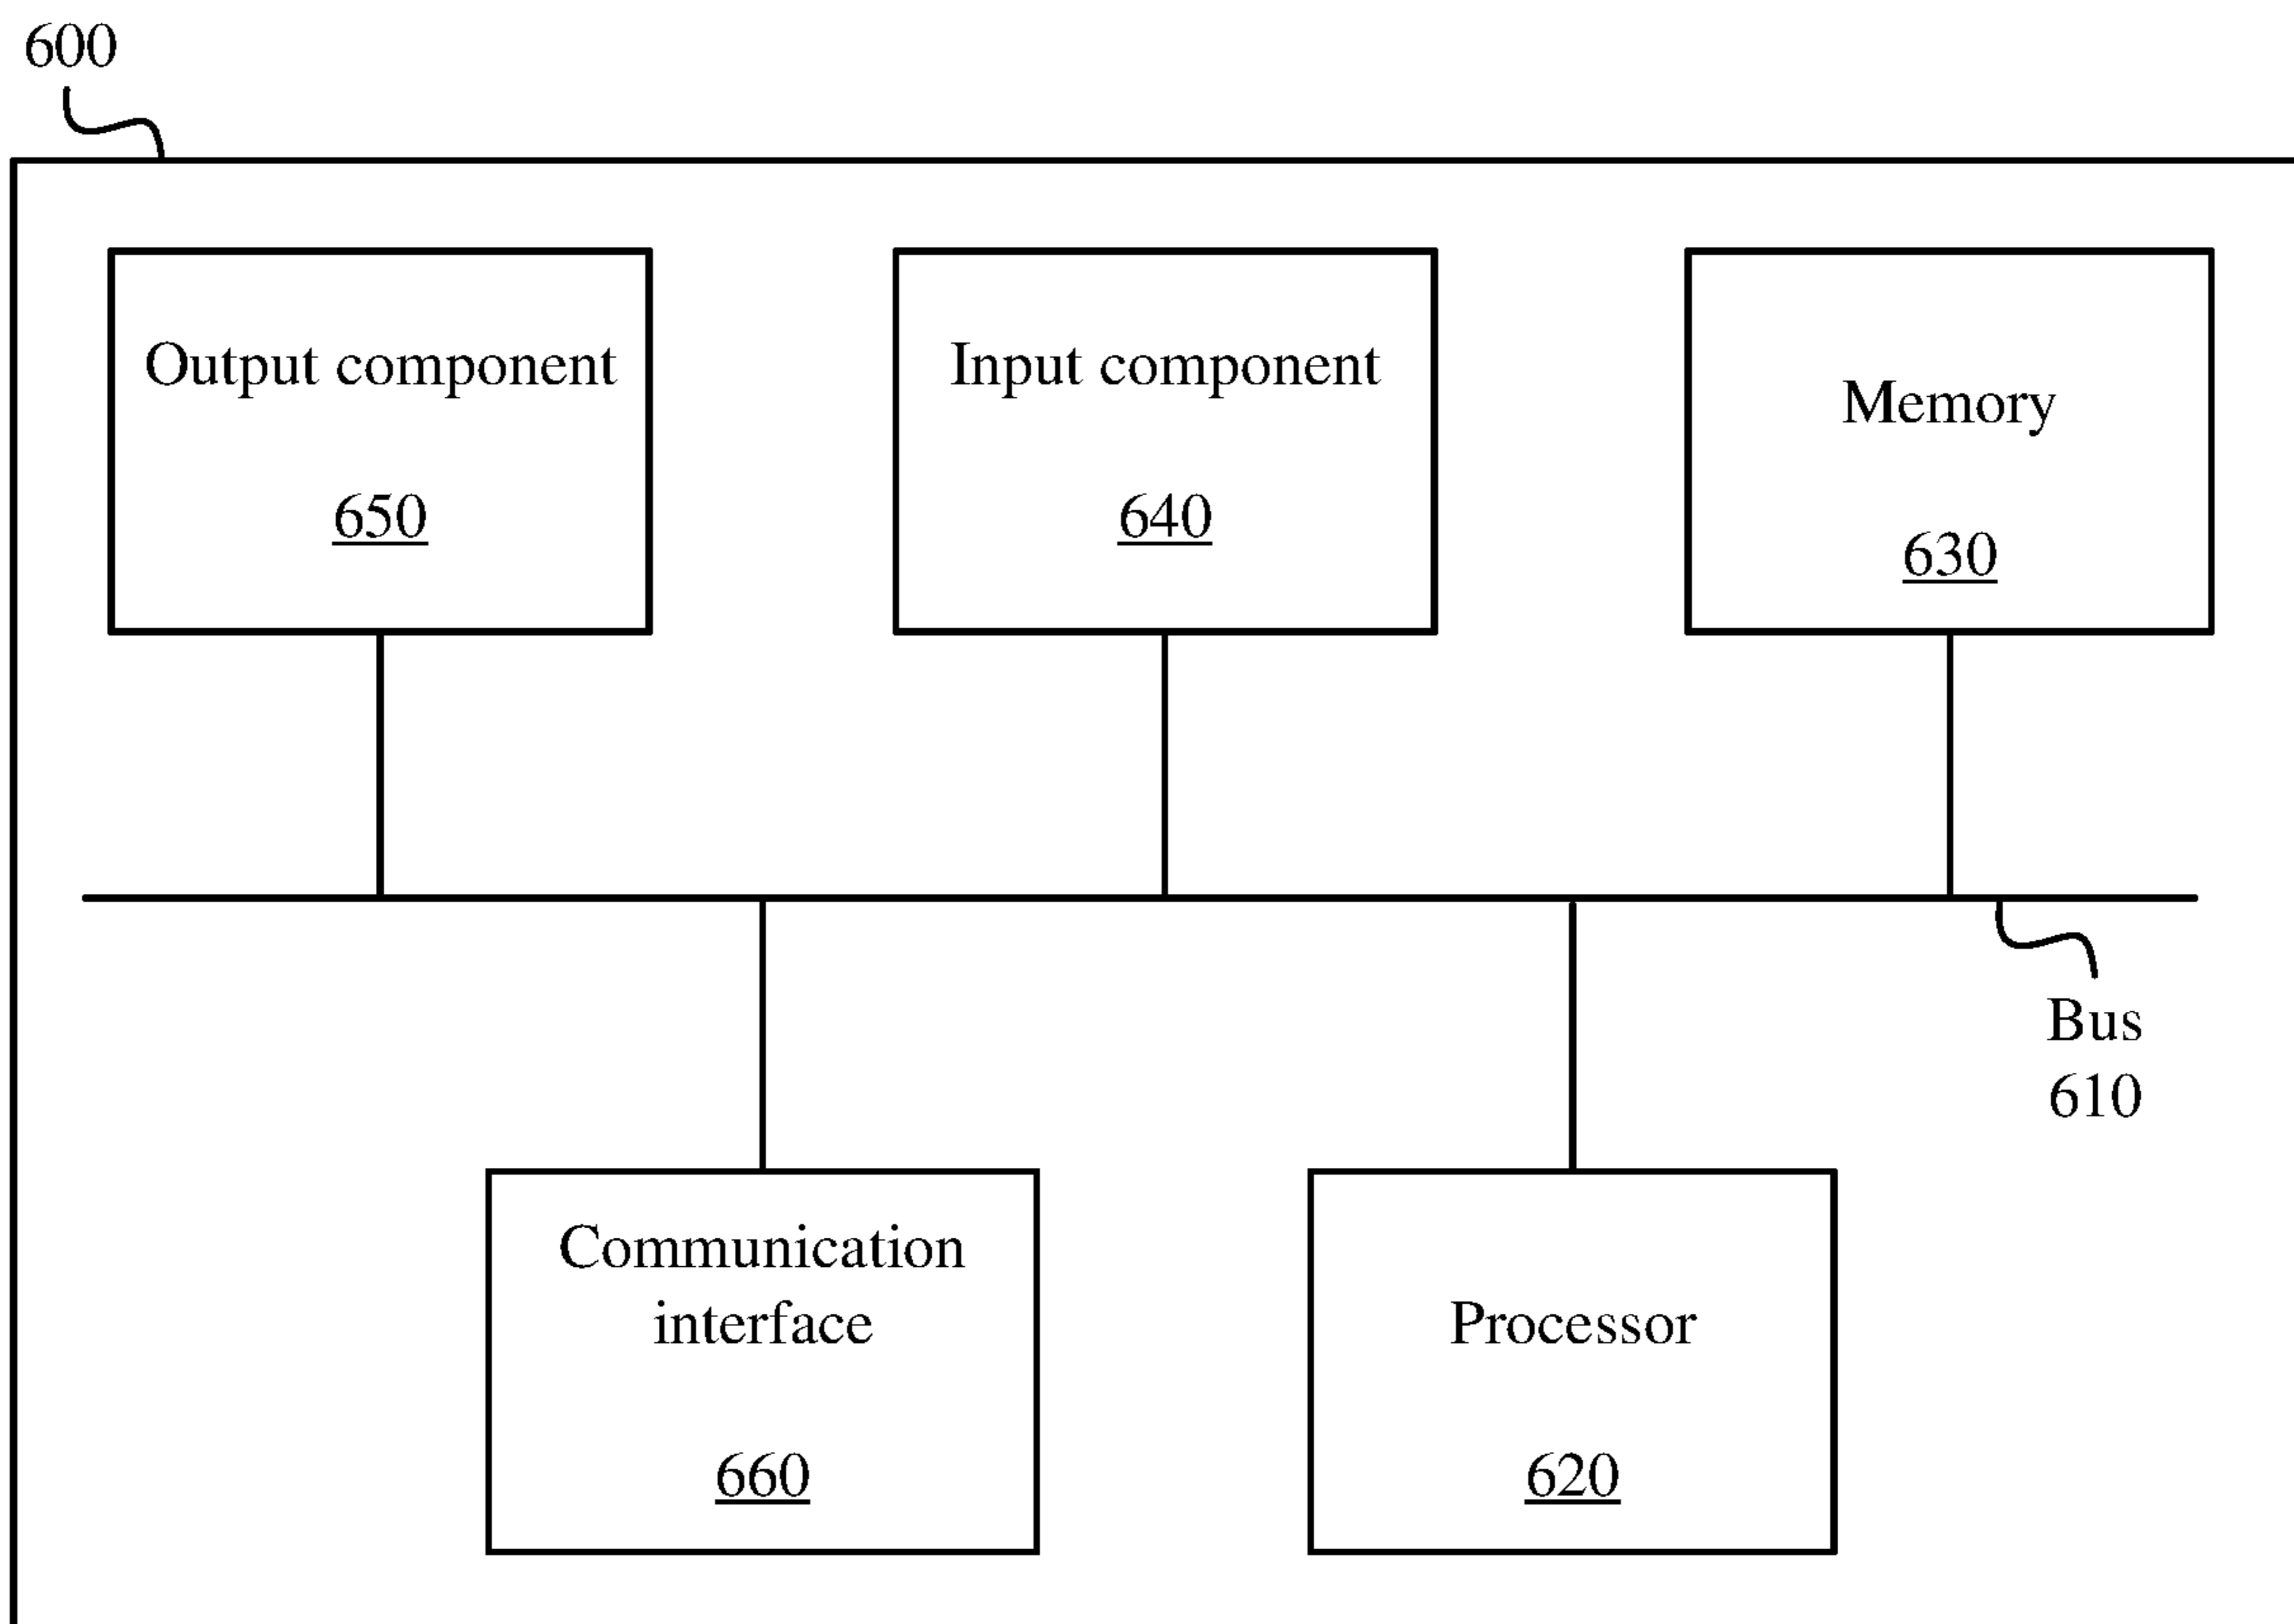 600
Output component
650
Input component
640
Memory
630
Bus
610
Communication
interface
660
Processor
620